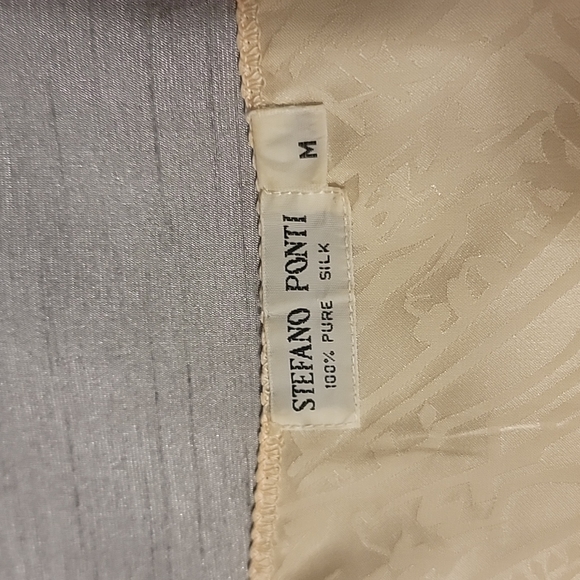 STEFANO PONTI
100% PURE SILK
M